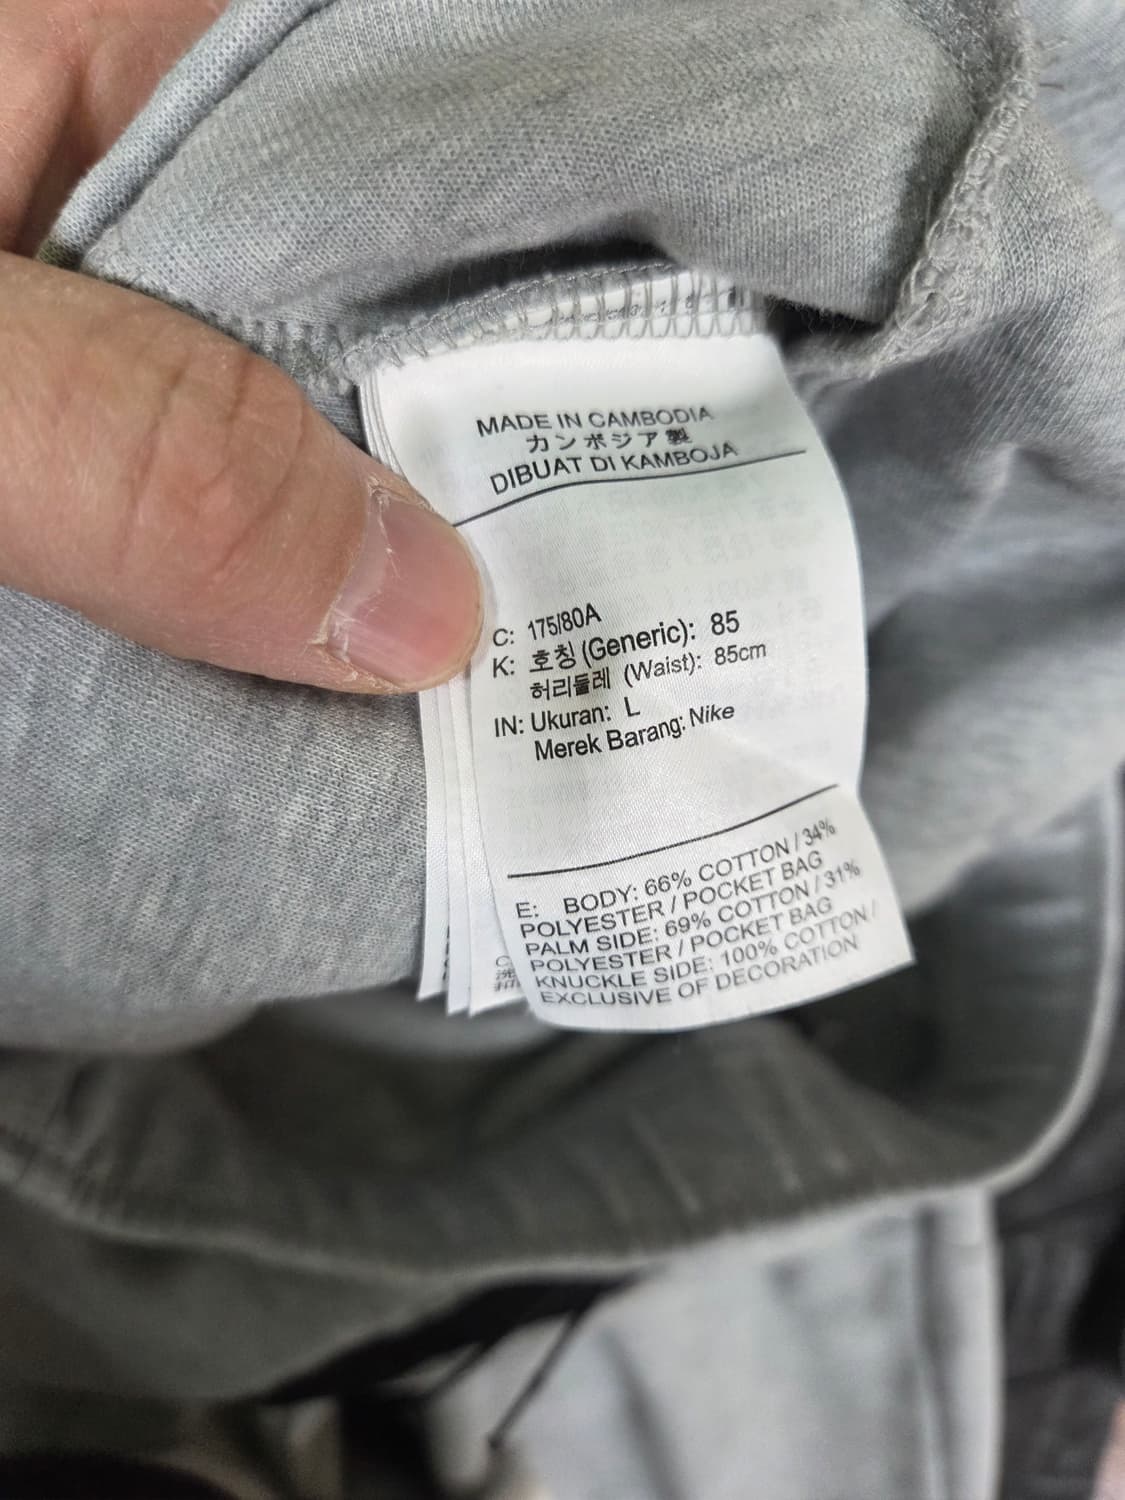 MADE IN CAMBODIA
カンボジア製
DIBUAT DI KAMBOJA
C: 175/80A
K: 호칭 (Generic): 85
허리둘레 (Waist): 85cm
IN: Ukuran: L
Merek Barang: Nike
E: BODY: 66% COTTON / 34%
POLYESTER / POCKET BAG
PALM SIDE: 69% COTTON / 31%
POLYESTER / POCKET BAG
KNUCKLE SIDE: 100% COTTON /
EXCLUSIVE OF DECORATION